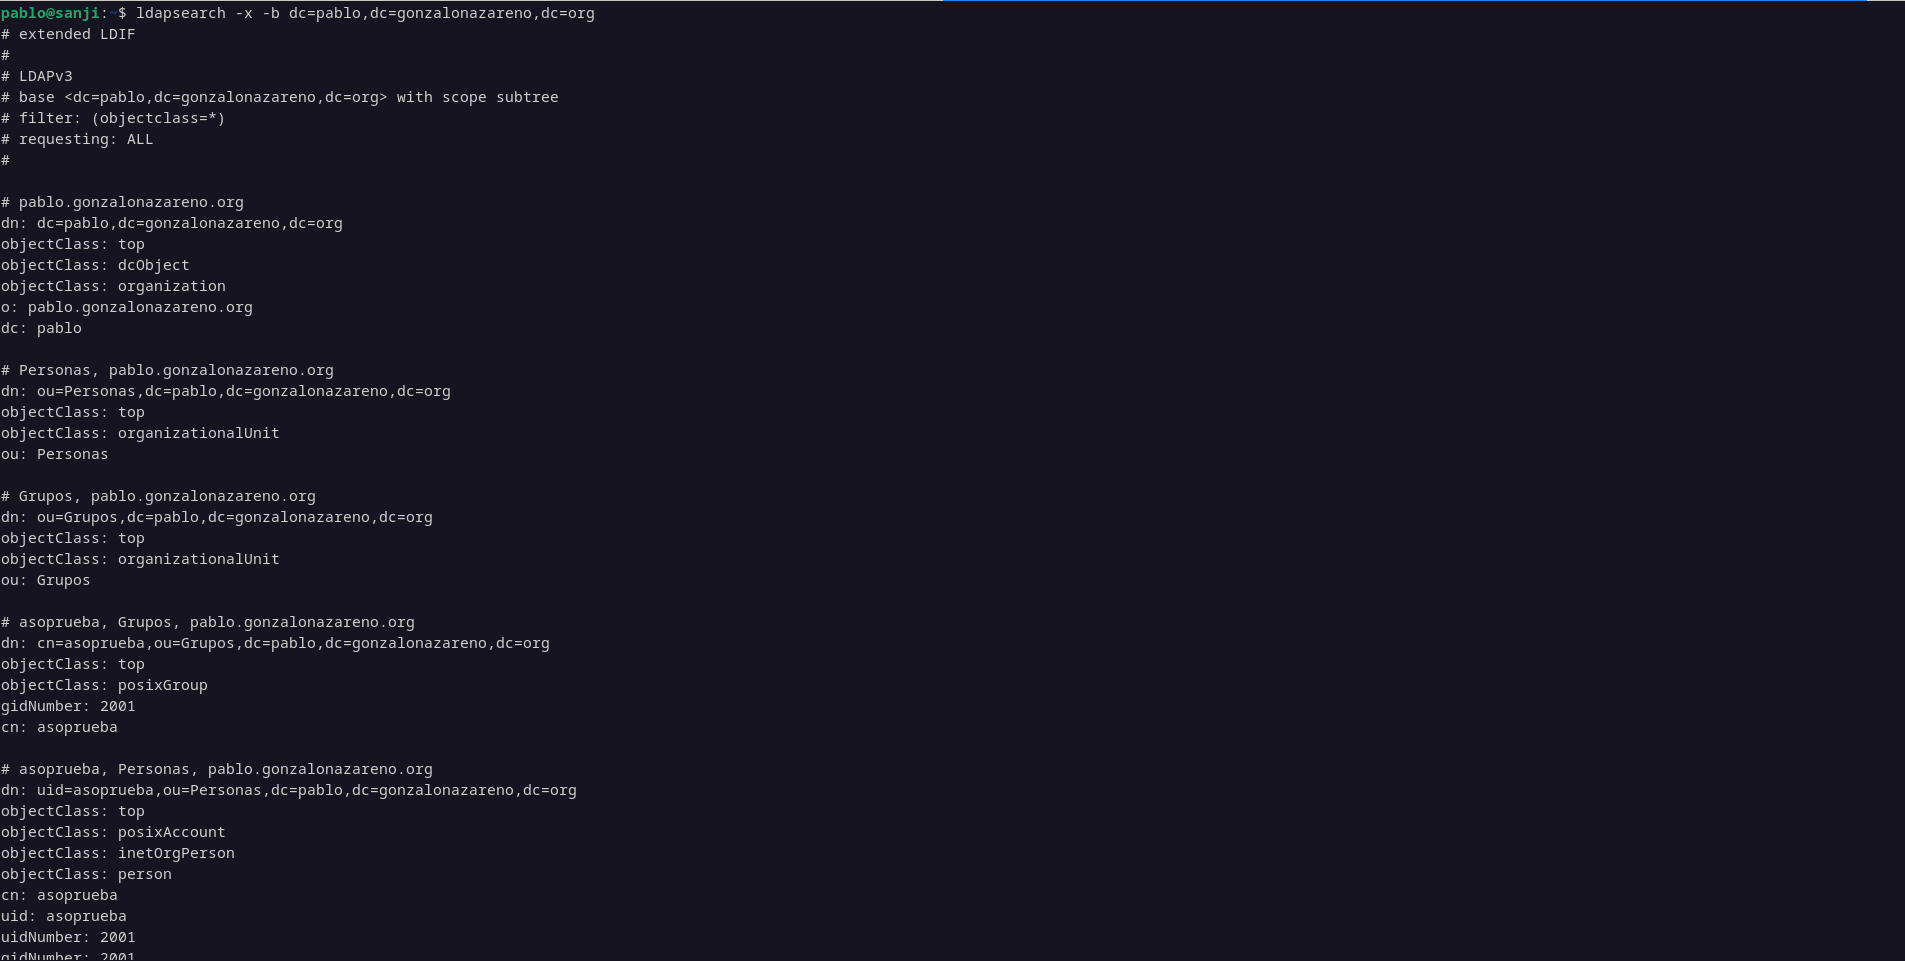 pablo@sanji:~$ ldapsearch -x -b dc=pablo,dc=gonzalonazareno,dc=org
# extended LDIF
#
# LDAPv3
# base <dc=pablo,dc=gonzalonazareno,dc=org> with scope subtree
# filter: (objectclass=*)
# requesting: ALL
#

# pablo.gonzalonazareno.org
dn: dc=pablo,dc=gonzalonazareno,dc=org
objectClass: top
objectClass: dcObject
objectClass: organization
o: pablo.gonzalonazareno.org
dc: pablo

# Personas, pablo.gonzalonazareno.org
dn: ou=Personas,dc=pablo,dc=gonzalonazareno,dc=org
objectClass: top
objectClass: organizationalUnit
ou: Personas

# Grupos, pablo.gonzalonazareno.org
dn: ou=Grupos,dc=pablo,dc=gonzalonazareno,dc=org
objectClass: top
objectClass: organizationalUnit
ou: Grupos

# asoprueba, Grupos, pablo.gonzalonazareno.org
dn: cn=asoprueba,ou=Grupos,dc=pablo,dc=gonzalonazareno,dc=org
objectClass: top
objectClass: posixGroup
gidNumber: 2001
cn: asoprueba

# asoprueba, Personas, pablo.gonzalonazareno.org
dn: uid=asoprueba,ou=Personas,dc=pablo,dc=gonzalonazareno,dc=org
objectClass: top
objectClass: posixAccount
objectClass: inetOrgPerson
objectClass: person
cn: asoprueba
uid: asoprueba
uidNumber: 2001
gidNumber: 2001